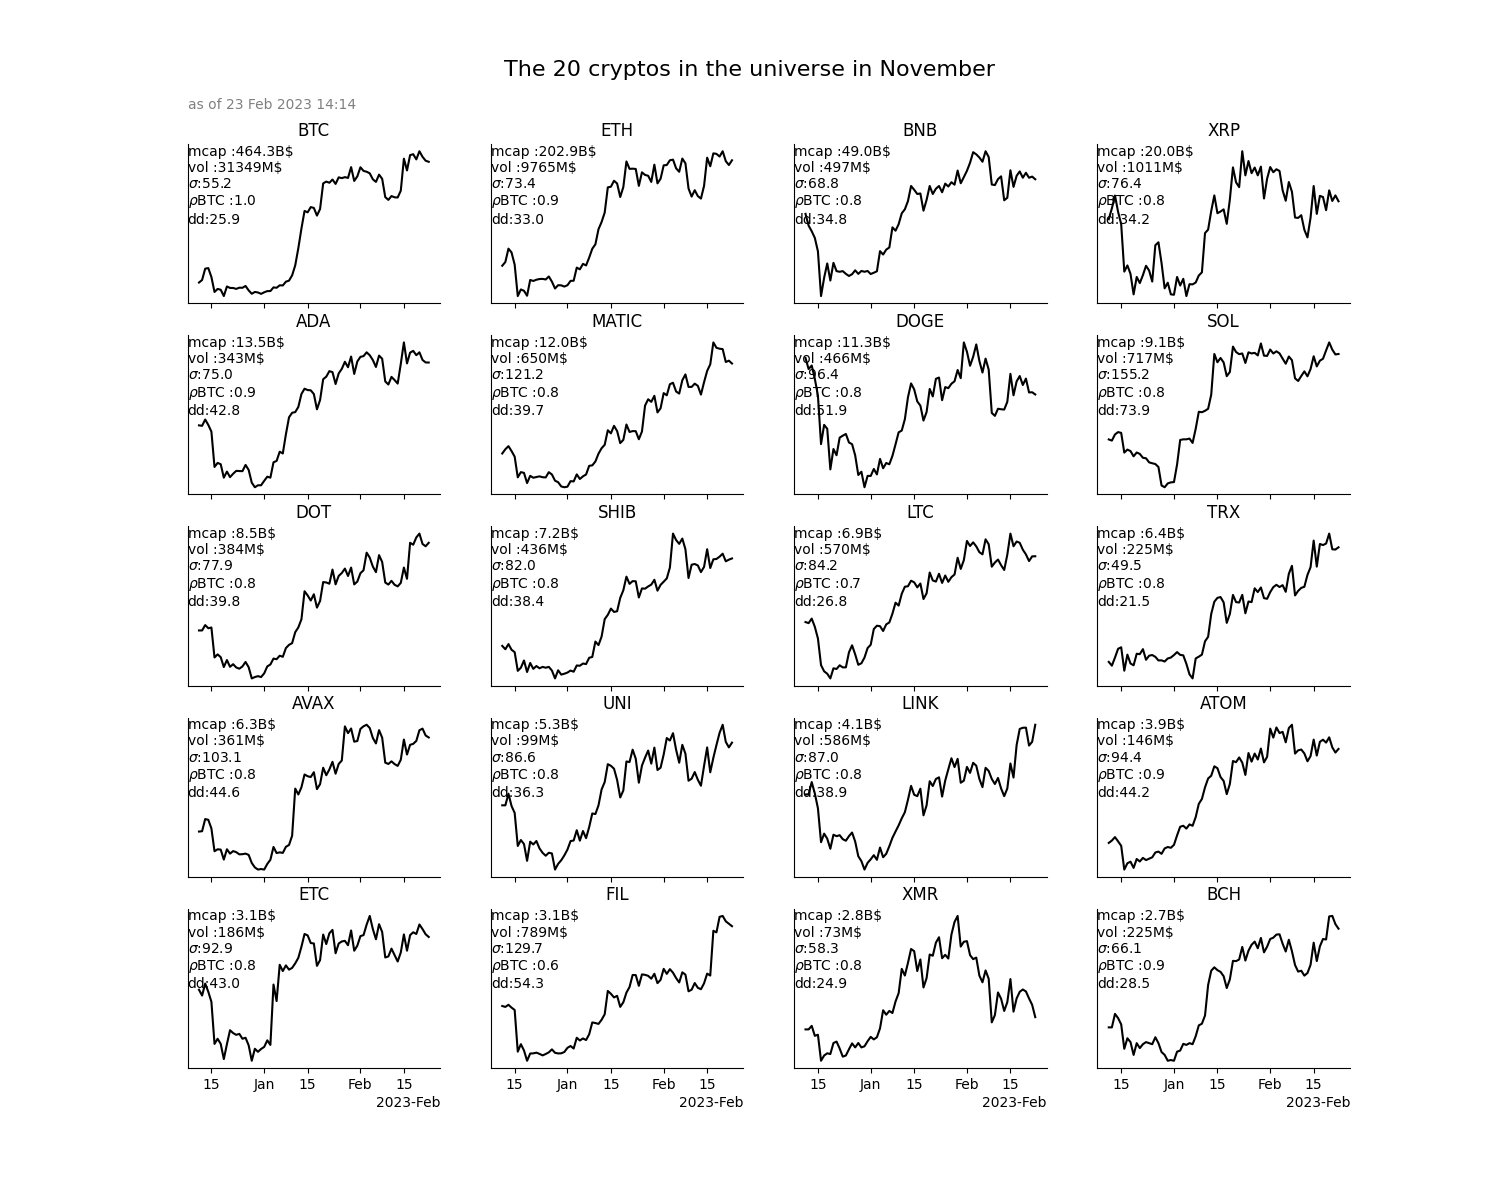 The 20 cryptos in the universe in November
as of 23 Feb 2023 14:14
BTC
mcap :464.3B$
vol :31349M$
σ:55.2
ρBTC :1.0
dd:25.9
ETH
mcap :202.9B$
vol :9765M$
σ:73.4
ρBTC :0.9
dd:33.0
BNB
mcap :49.0B$
vol :497M$
σ:68.8
ρBTC :0.8
dd:34.8
XRP
mcap :20.0B$
vol :1011M$
σ:76.4
ρBTC :0.8
dd:34.2
ADA
mcap :13.5B$
vol :343M$
σ:75.0
ρBTC :0.9
dd:42.8
MATIC
mcap :12.0B$
vol :650M$
σ:121.2
ρBTC :0.8
dd:39.7
DOGE
mcap :11.3B$
vol :466M$
σ:96.4
ρBTC :0.8
dd:51.9
SOL
mcap :9.1B$
vol :717M$
σ:155.2
ρBTC :0.8
dd:73.9
DOT
mcap :8.5B$
vol :384M$
σ:77.9
ρBTC :0.8
dd:39.8
SHIB
mcap :7.2B$
vol :436M$
σ:82.0
ρBTC :0.8
dd:38.4
LTC
mcap :6.9B$
vol :570M$
σ:84.2
ρBTC :0.7
dd:26.8
TRX
mcap :6.4B$
vol :225M$
σ:49.5
ρBTC :0.8
dd:21.5
AVAX
mcap :6.3B$
vol :361M$
σ:103.1
ρBTC :0.8
dd:44.6
UNI
mcap :5.3B$
vol :99M$
σ:86.6
ρBTC :0.8
dd:36.3
LINK
mcap :4.1B$
vol :586M$
σ:87.0
ρBTC :0.8
dd:38.9
ATOM
mcap :3.9B$
vol :146M$
σ:94.4
ρBTC :0.9
dd:44.2
ETC
mcap :3.1B$
vol :186M$
σ:92.9
ρBTC :0.8
dd:43.0
FIL
mcap :3.1B$
vol :789M$
σ:129.7
ρBTC :0.6
dd:54.3
XMR
mcap :2.8B$
vol :73M$
σ:58.3
ρBTC :0.8
dd:24.9
BCH
mcap :2.7B$
vol :225M$
σ:66.1
ρBTC :0.9
dd:28.5
15 Jan 15 Feb 15
2023-Feb
15 Jan 15 Feb 15
2023-Feb
15 Jan 15 Feb 15
2023-Feb
15 Jan 15 Feb 15
2023-Feb